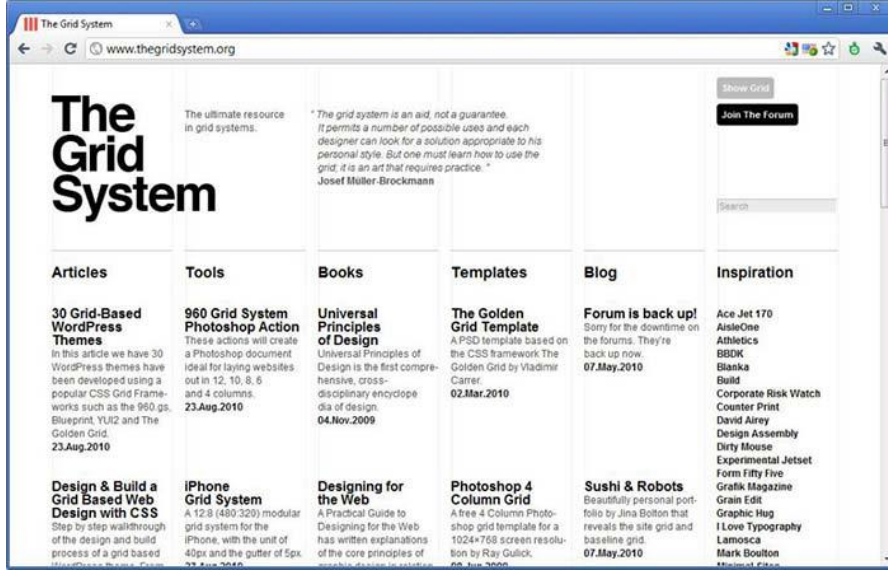 The Grid System
www.thegridsystem.org
Show Grid
Join The Forum
The
Grid
System
The ultimate resource
in grid systems.
" The grid system is an aid, not a guarantee.
It permits a number of possible uses and each
designer can look for a solution appropriate to his
personal style. But one must learn how to use the
grid; it is an art that requires practice. "
Josef Müller-Brockmann
Search
Articles
30 Grid-Based
WordPress
Themes
In this article we have 30
WordPress themes have
been developed using a
popular CSS Grid Frame-
works such as the 960.gs,
Blueprint, YUI2 and The
Golden Grid.
23.Aug.2010
Design & Build a
Grid Based Web
Design with CSS
Step by step walkthrough
of the design and build
process of a grid based
WordPress theme. From
Tools
960 Grid System
Photoshop Action
These actions will create
a Photoshop document
ideal for laying websites
out in 12, 10, 8, 6
and 4 columns.
23.Aug.2010
iPhone
Grid System
A 12:8 (480:320) modular
grid system for the
iPhone, with the unit of
40px and the gutter of 5px.
27.Aug.2010
Books
Universal
Principles
of Design
Universal Principles of
Design is the first compre-
hensive, cross-
disciplinary encyclope
dia of design.
04.Nov.2009
Designing for
the Web
A Practical Guide to
Designing for the Web
has written explanations
of the core principles of
graphic design in relation
Templates
The Golden
Grid Template
A PSD template based on
the CSS framework The
Golden Grid by Vladimir
Carrer.
02.Mar.2010
Photoshop 4
Column Grid
A free 4 Column Photo-
shop grid template for a
1024×768 screen resolu-
tion by Ray Gulick.
Blog
Forum is back up!
Sorry for the downtime on
the forums. They're
back up now.
07.May.2010
Sushi & Robots
Beautifully personal port-
folio by Jina Bolton that
reveals the site grid and
baseline grid.
07.May.2010
Inspiration
Ace Jet 170
AisleOne
Athletics
BBDK
Blanka
Build
Corporate Risk Watch
Counter Print
David Airey
Design Assembly
Dirty Mouse
Experimental Jetset
Form Fifty Five
Grafik Magazine
Grain Edit
Graphic Hug
I Love Typography
Lamosca
Mark Boulton
Minimal Sites